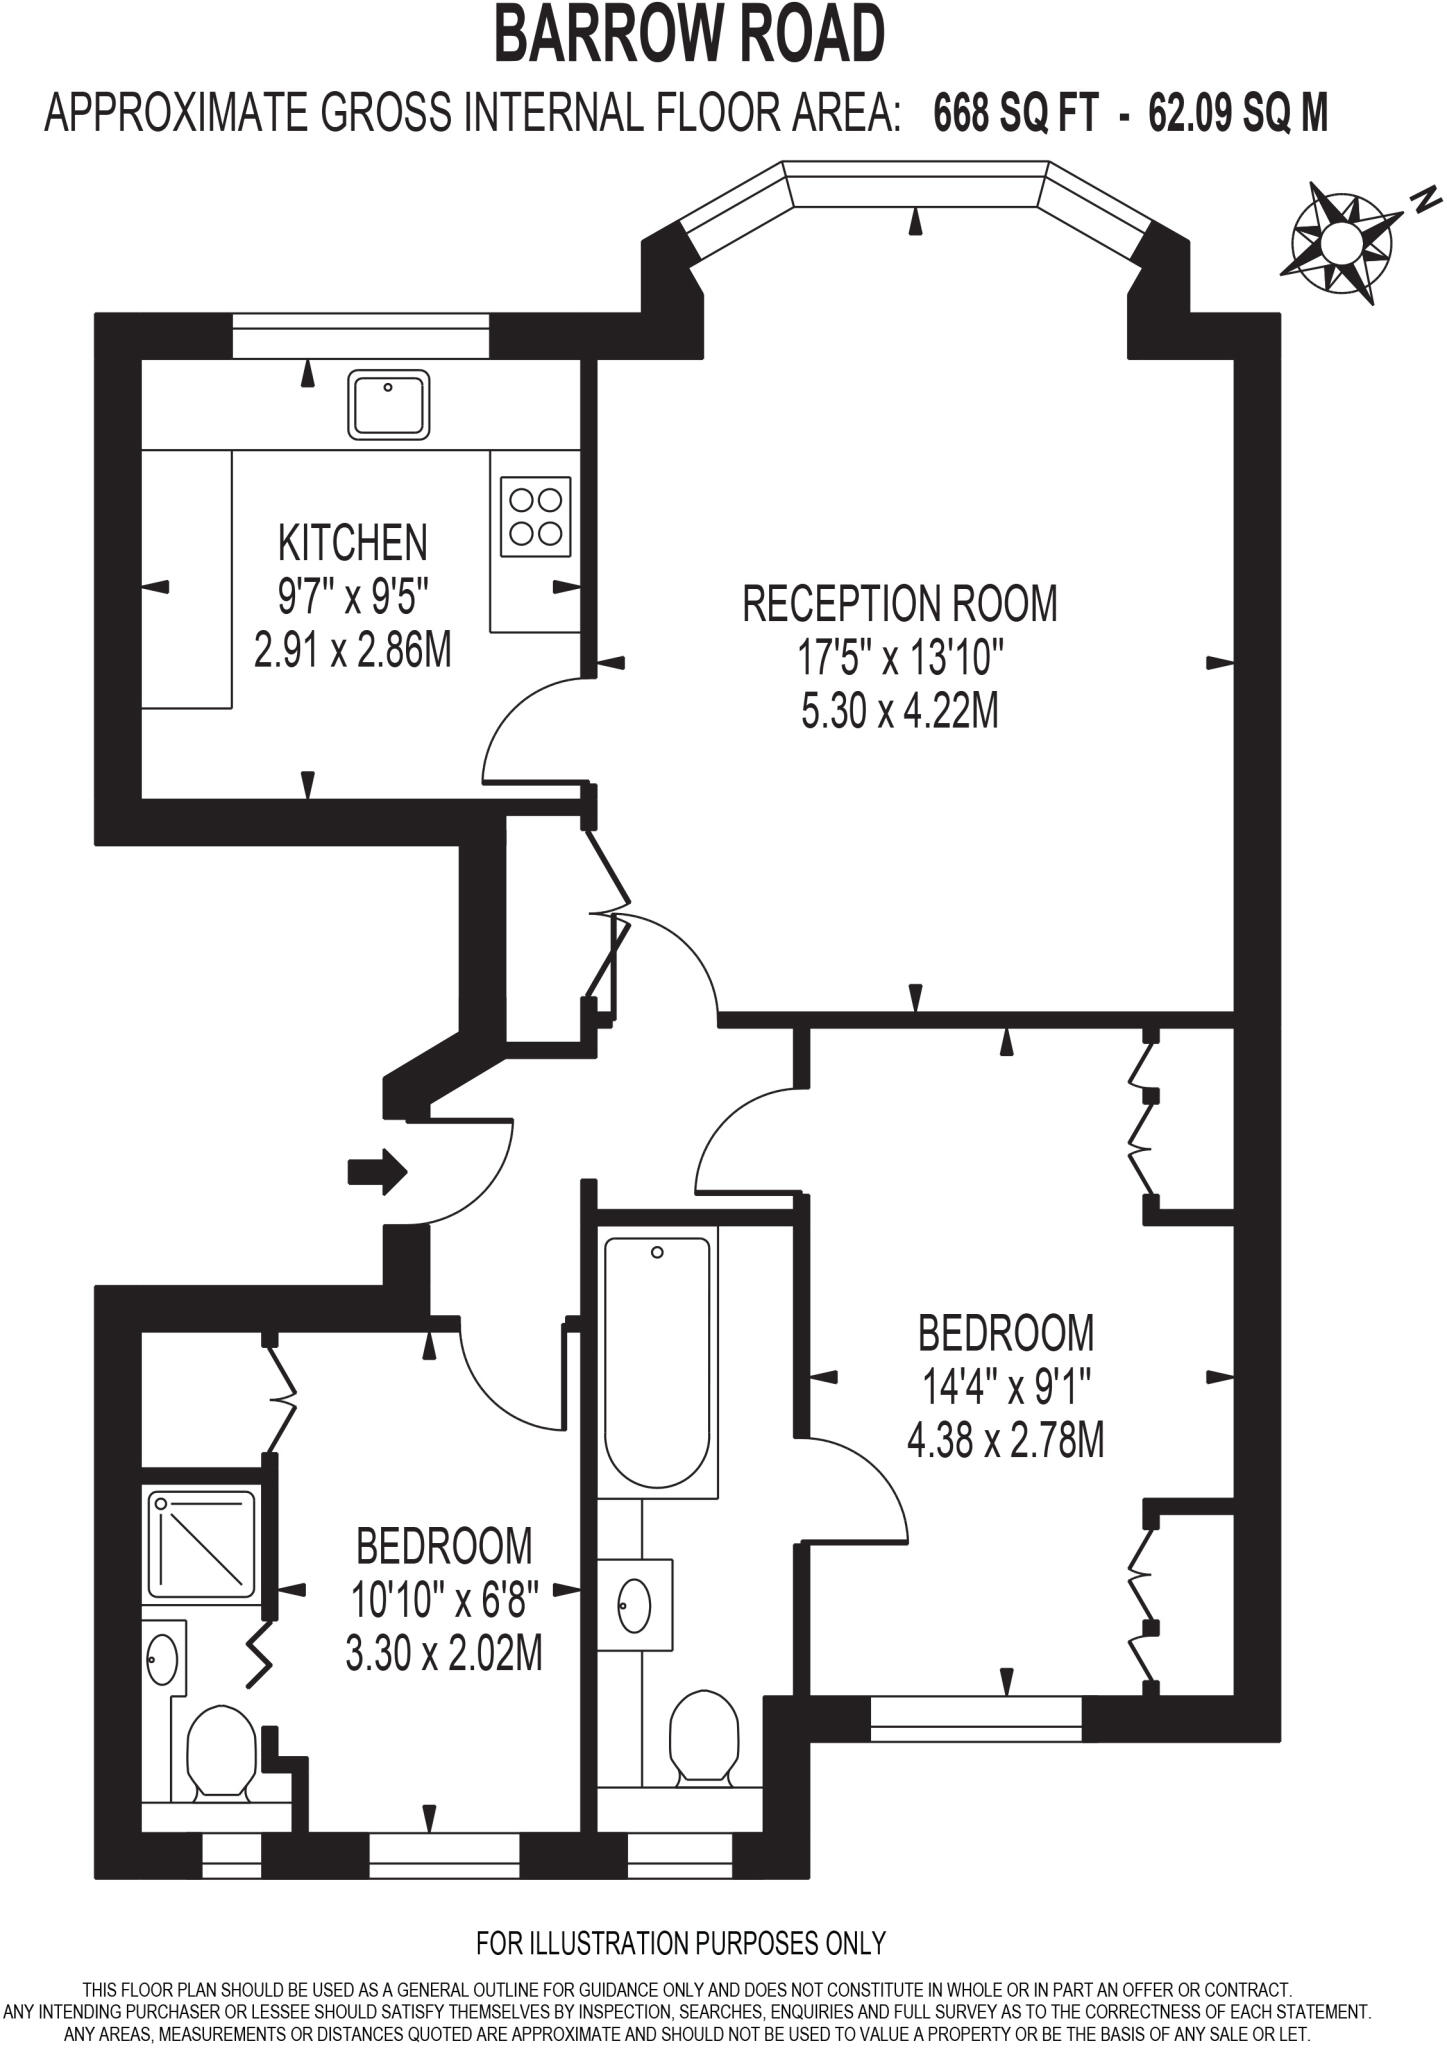 BARROW ROAD
APPROXIMATE GROSS INTERNAL FLOOR AREA: 668 SQ FT - 62.09 SQ M
N
KITCHEN
9'7" x 9'5"
2.91 x 2.86M
RECEPTION ROOM
17'5" x 13'10"
5.30 x 4.22M
BEDROOM
14'4" x 9'1"
4.38 x 2.78M
BEDROOM
10'10" x 6'8"
3.30 x 2.02M
FOR ILLUSTRATION PURPOSES ONLY
THIS FLOOR PLAN SHOULD BE USED AS A GENERAL OUTLINE FOR GUIDANCE ONLY AND DOES NOT CONSTITUTE IN WHOLE OR IN PART AN OFFER OR CONTRACT.
ANY INTENDING PURCHASER OR LESSEE SHOULD SATISFY THEMSELVES BY INSPECTION, SEARCHES, ENQUIRIES AND FULL SURVEY AS TO THE CORRECTNESS OF EACH STATEMENT.
ANY AREAS, MEASUREMENTS OR DISTANCES QUOTED ARE APPROXIMATE AND SHOULD NOT BE USED TO VALUE A PROPERTY OR BE THE BASIS OF ANY SALE OR LET.